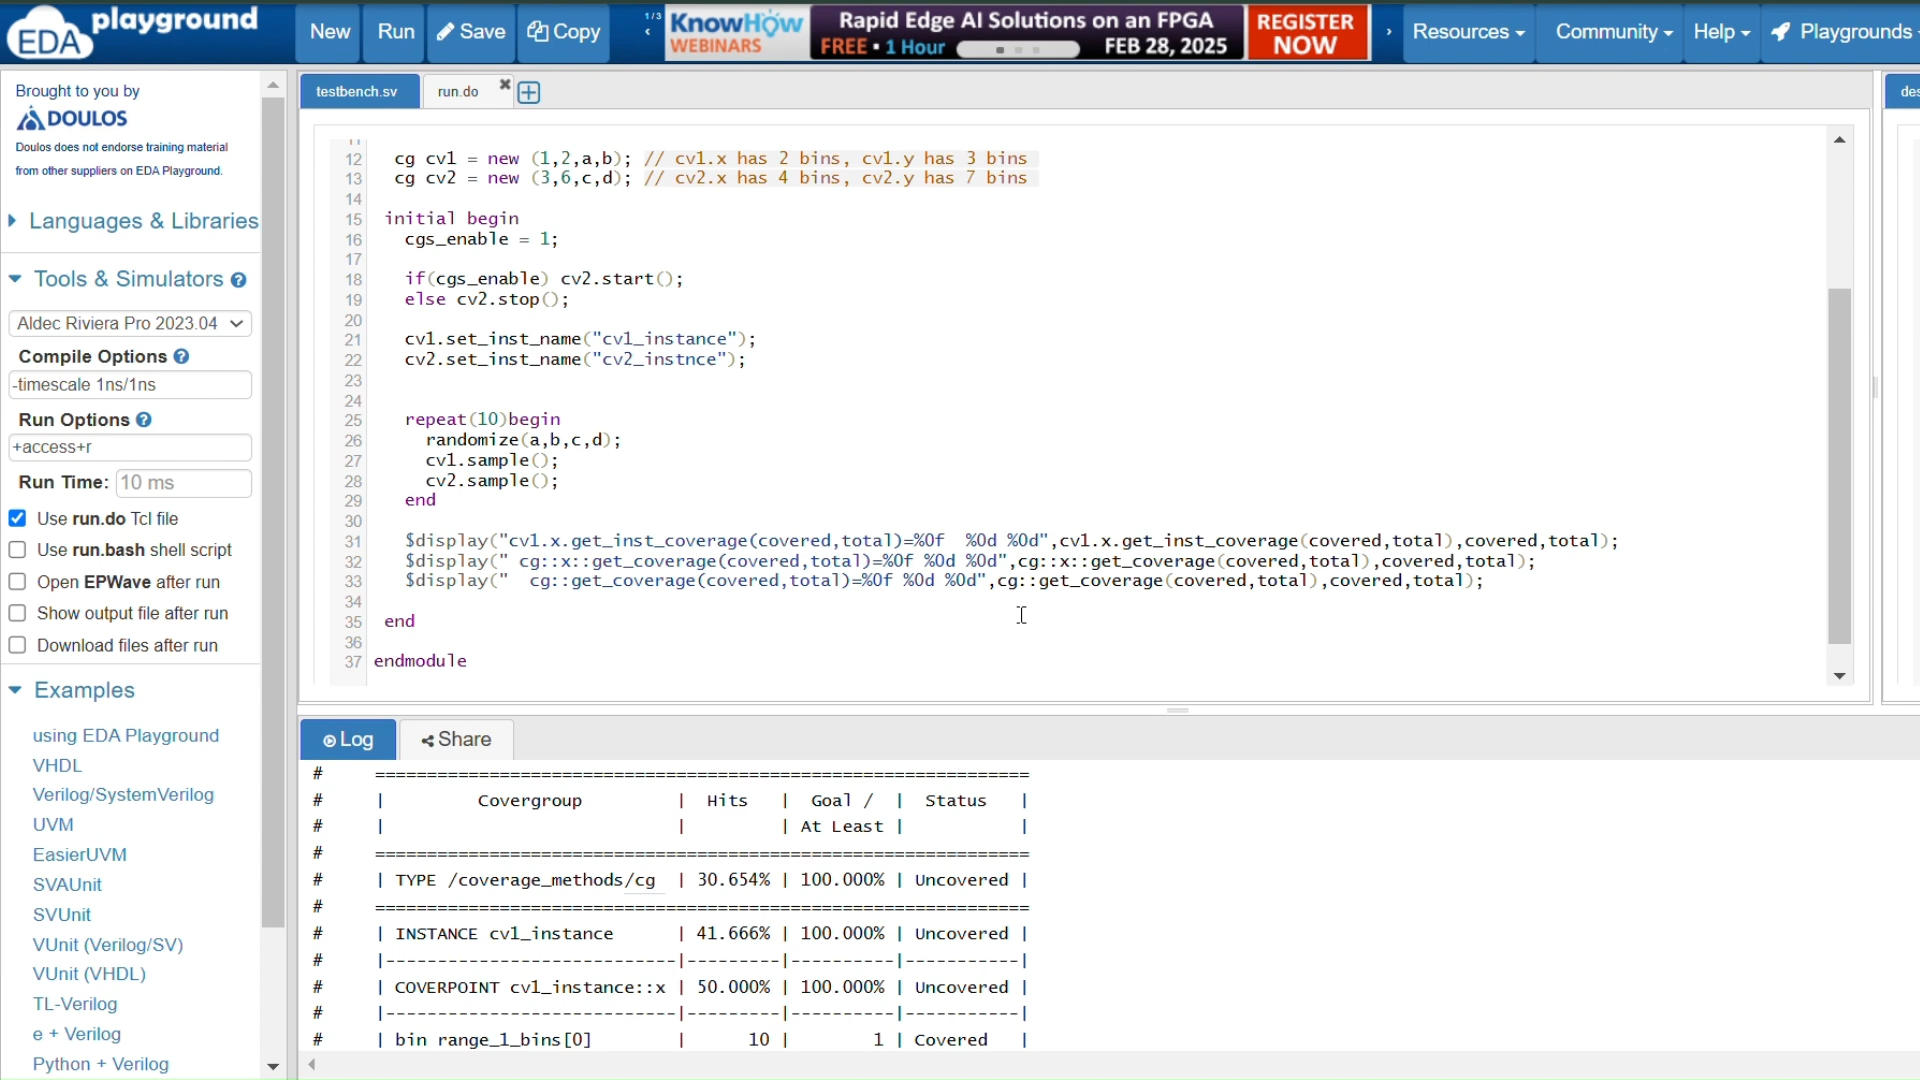 EDA playground
New
Run
Save
Copy
1/3
KnowHow WEBINARS
Rapid Edge AI Solutions on an FPGA
FREE • 1 Hour
FEB 28, 2025
REGISTER NOW
Resources
Community
Help
Playgrounds
Brought to you by
DOULOS
Doulos does not endorse training material
from other suppliers on EDA Playground.
Languages & Libraries
Tools & Simulators
Aldec Riviera Pro 2023.04
Compile Options
-timescale 1ns/1ns
Run Options
+access+r
Run Time: 10 ms
Use run.do Tcl file
Use run.bash shell script
Open EPWave after run
Show output file after run
Download files after run
Examples
using EDA Playground
VHDL
Verilog/SystemVerilog
UVM
EasierUVM
SVAUnit
SVUnit
VUnit (Verilog/SV)
VUnit (VHDL)
TL-Verilog
e + Verilog
Python + Verilog
testbench.sv
run.do
des
12 cg cv1 = new (1,2,a,b); // cv1.x has 2 bins, cv1.y has 3 bins
13 cg cv2 = new (3,6,c,d); // cv2.x has 4 bins, cv2.y has 7 bins
14
15 initial begin
16 cgs_enable = 1;
17
18 if(cgs_enable) cv2.start();
19 else cv2.stop();
20
21 cv1.set_inst_name("cv1_instance");
22 cv2.set_inst_name("cv2_instnce");
23
24
25 repeat(10)begin
26 randomize(a,b,c,d);
27 cv1.sample();
28 cv2.sample();
29 end
30
31 $display("cv1.x.get_inst_coverage(covered,total)=%0f  %0d %0d",cv1.x.get_inst_coverage(covered,total),covered,total);
32 $display(" cg::x::get_coverage(covered,total)=%0f %0d %0d",cg::x::get_coverage(covered,total),covered,total);
33 $display("  cg::get_coverage(covered,total)=%0f %0d %0d",cg::get_coverage(covered,total),covered,total);
34
35 end
36
37 endmodule
Log
Share
# ===============================================================
# | Covergroup | Hits | Goal / | Status |
# | | | At Least | |
# ===============================================================
# | TYPE /coverage_methods/cg | 30.654% | 100.000% | Uncovered |
# ===============================================================
# | INSTANCE cv1_instance | 41.666% | 100.000% | Uncovered |
# |----------------------------|---------|----------|-----------|
# | COVERPOINT cv1_instance::x | 50.000% | 100.000% | Uncovered |
# |----------------------------|---------|----------|-----------|
# | bin range_1_bins[0] | 10 | 1 | Covered |